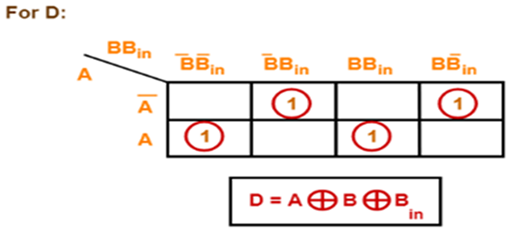 For D:
BB_in B̅B̅_in B̅B_in BB_in BB̅_in
A
A̅ 1 1
A 1 1
D = A ⊕ B ⊕ B_in